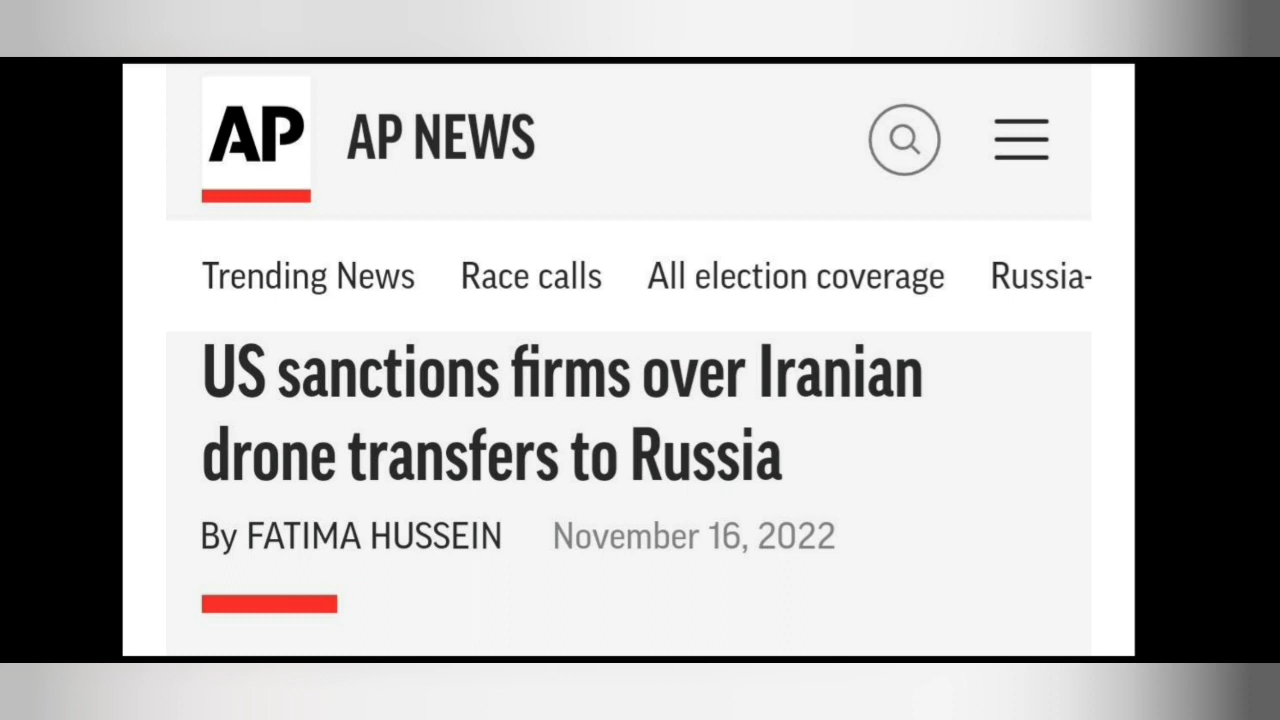 AP AP NEWS
Trending News Race calls All election coverage Russia-
US sanctions firms over Iranian
drone transfers to Russia
By FATIMA HUSSEIN November 16, 2022